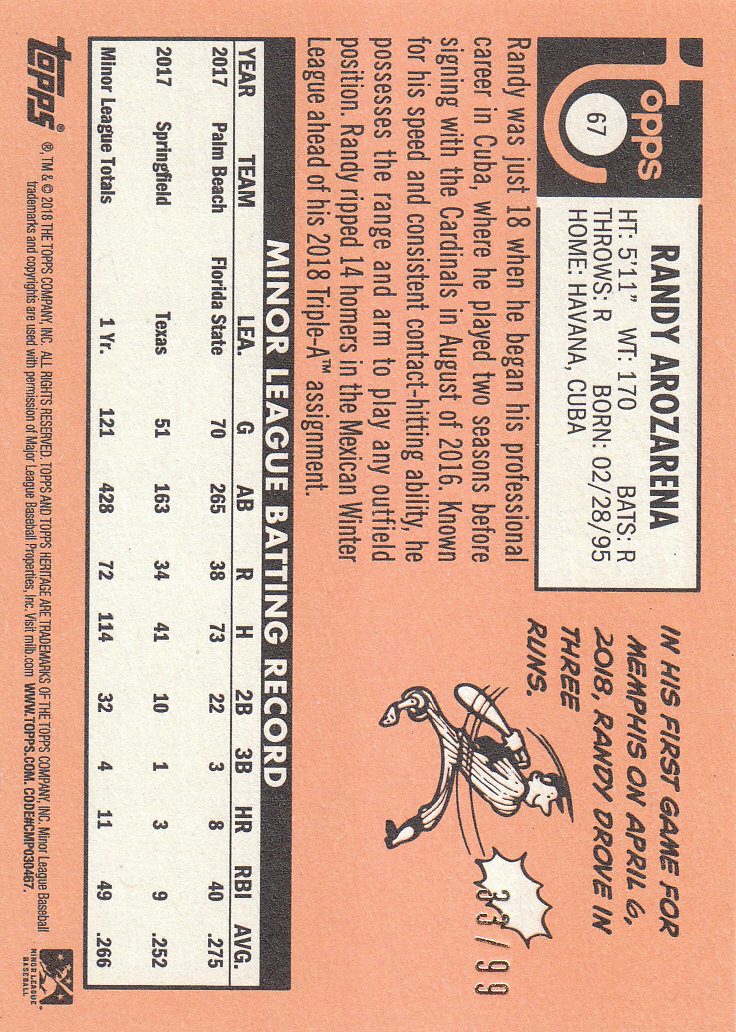 topps
67
RANDY AROZARENA
HT: 5'11" WT: 170 BATS: R
THROWS: R BORN: 02/28/95
HOME: HAVANA, CUBA
Randy was just 18 when he began his professional
career in Cuba, where he played two seasons before
signing with the Cardinals in August of 2016. Known
for his speed and consistent contact-hitting ability, he
possesses the range and arm to play any outfield
position. Randy ripped 14 homers in the Mexican Winter
League ahead of his 2018 Triple-A™ assignment.
IN HIS FIRST GAME FOR
MEMPHIS ON APRIL 6,
2018, RANDY DROVE IN
THREE
RUNS.
33/99
MINOR LEAGUE BATTING RECORD
YEAR TEAM LEA. G AB R H 2B 3B HR RBI AVG.
2017 Palm Beach Florida State 70 265 38 73 22 3 8 40 .275
2017 Springfield Texas 51 163 34 41 10 1 3 9 .252
Minor League Totals 1 Yr. 121 428 72 114 32 4 11 49 .266
topps®
®, TM & © 2018 THE TOPPS COMPANY, INC. ALL RIGHTS RESERVED. TOPPS AND TOPPS HERITAGE ARE TRADEMARKS OF THE TOPPS COMPANY, INC. Minor League Baseball
trademarks and copyrights are used with permission of Major League Baseball Properties, Inc. Visit milb.com WWW.TOPPS.COM. CODE#CMP030467.
MINOR LEAGUE
BASEBALL